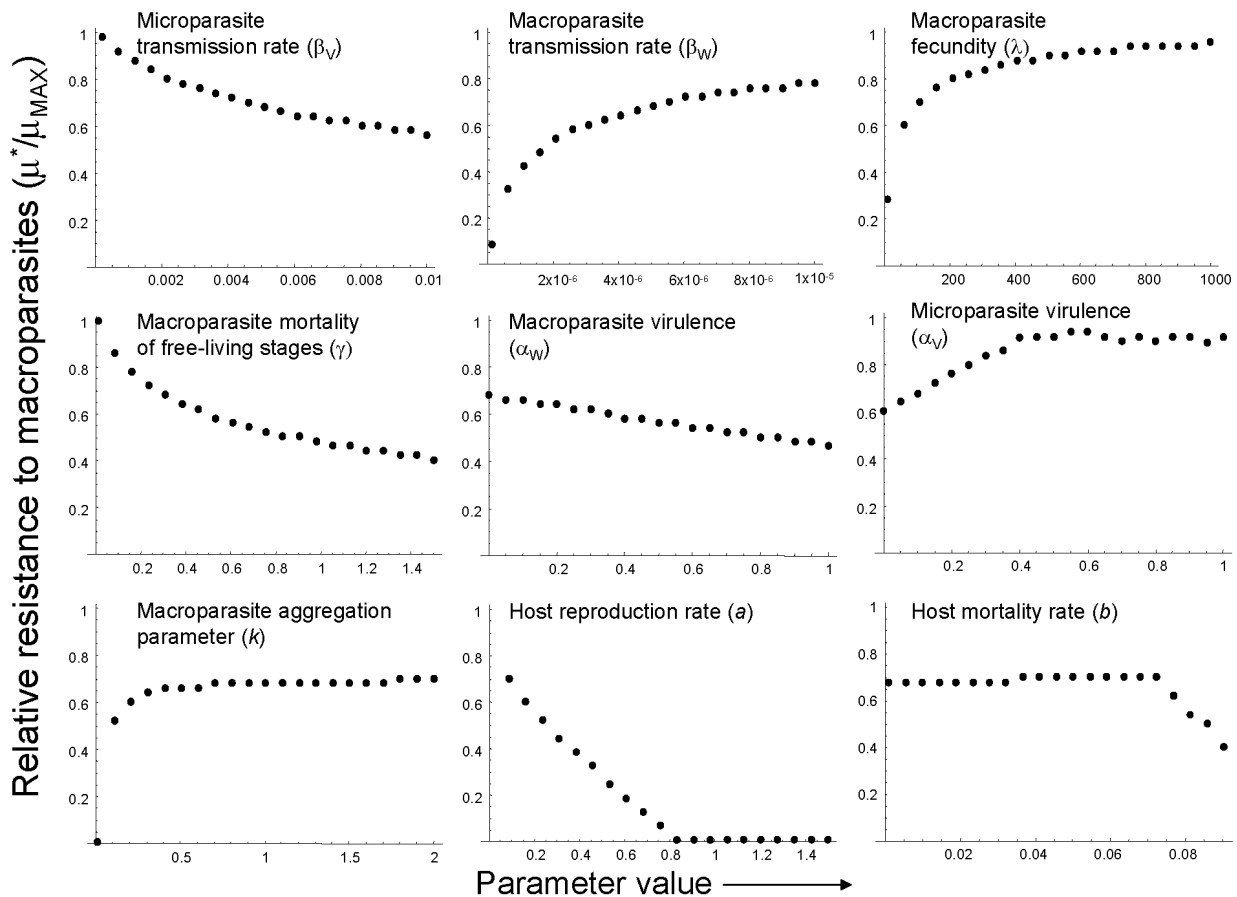 Relative resistance to macroparasites (μ*/μMAX)
Microparasite
transmission rate (βV)
1
0.8
0.6
0.4
0.2
0.002 0.004 0.006 0.008 0.01
Macroparasite
transmission rate (βW)
1
0.8
0.6
0.4
0.2
2x10-6 4x10-6 6x10-6 8x10-6 1x10-5
Macroparasite
fecundity (λ)
1
0.8
0.6
0.4
0.2
200 400 600 800 1000
Macroparasite mortality
of free-living stages (γ)
1
0.8
0.6
0.4
0.2
0.2 0.4 0.6 0.8 1 1.2 1.4
Macroparasite virulence
(αW)
1
0.8
0.6
0.4
0.2
0.2 0.4 0.6 0.8 1
Microparasite virulence
(αV)
1
0.8
0.6
0.4
0.2
0.2 0.4 0.6 0.8 1
Macroparasite aggregation
parameter (k)
1
0.8
0.6
0.4
0.2
0.5 1 1.5 2
Host reproduction rate (a)
1
0.8
0.6
0.4
0.2
0.2 0.4 0.6 0.8 1 1.2 1.4
Host mortality rate (b)
1
0.8
0.6
0.4
0.2
0.02 0.04 0.06 0.08
Parameter value